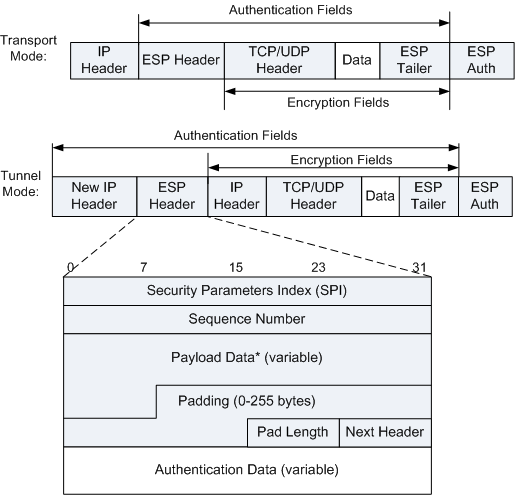 Authentication Fields
Transport
Mode:
IP
Header
ESP Header
TCP/UDP
Header
Data
ESP
Tailer
ESP
Auth
Encryption Fields
Authentication Fields
Encryption Fields
Tunnel
Mode:
New IP
Header
ESP
Header
IP
Header
TCP/UDP
Header
Data
ESP
Tailer
ESP
Auth
0 7 15 23 31
Security Parameters Index (SPI)
Sequence Number
Payload Data* (variable)
Padding (0-255 bytes)
Pad Length
Next Header
Authentication Data (variable)